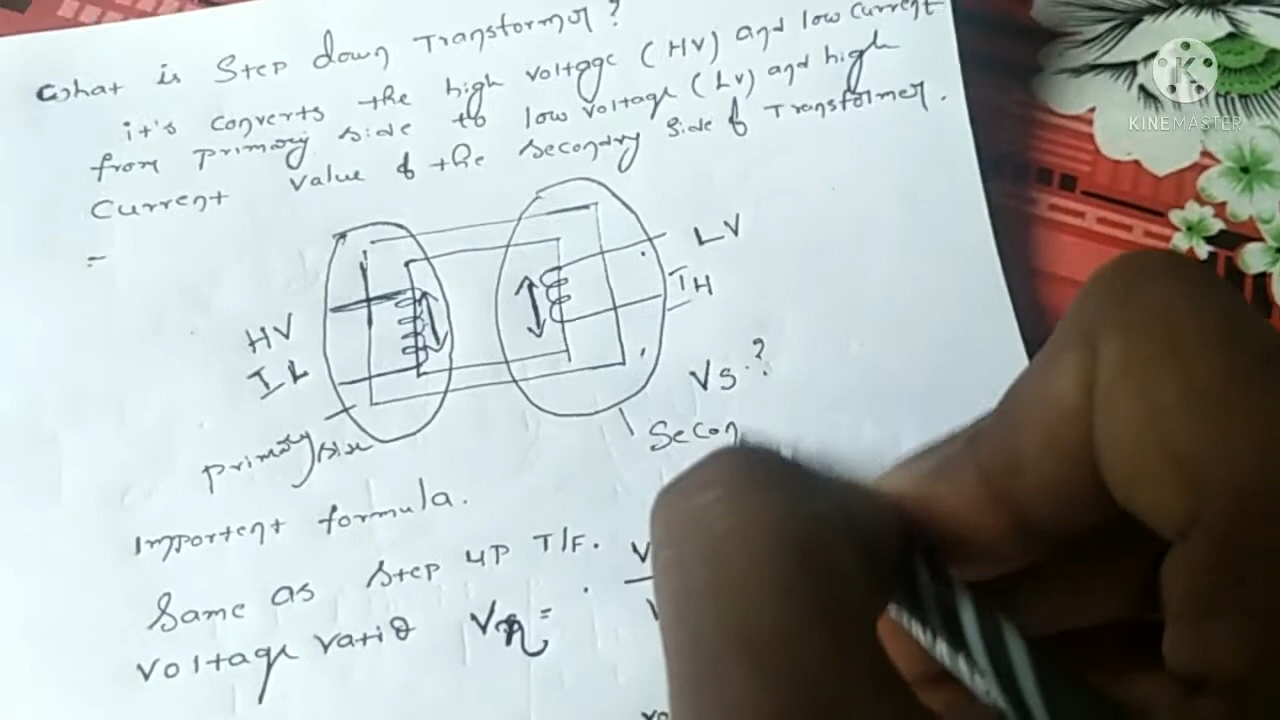 What is Step down Transformer?
it's converts the high voltage (HV) and low current
from primary side to low voltage (LV) and high
current value of the secondry side of Transformer.
=
HV
IL
LV
IH
Vs ?
primary side
Secon
Importent formula.
Same as Step up T/F.
V
voltage ratio
K
KINEMASTER